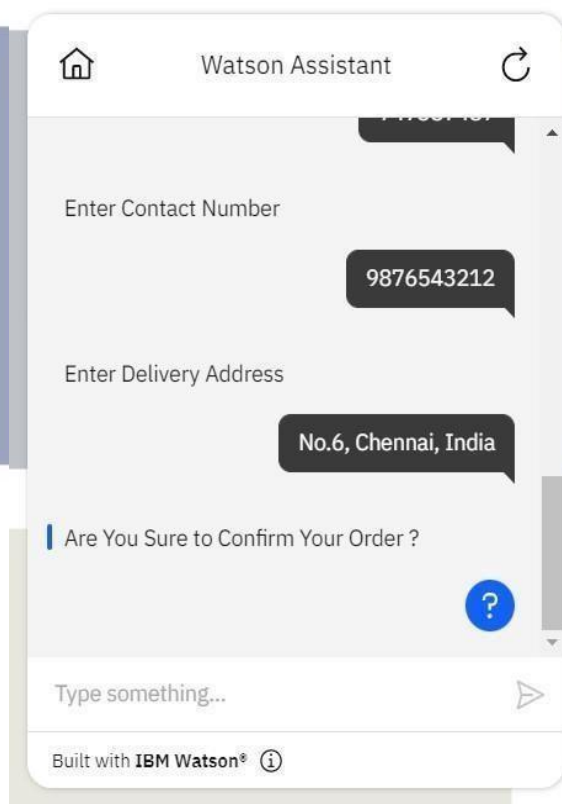 Watson Assistant
Enter Contact Number
9876543212
Enter Delivery Address
No.6, Chennai, India
Are You Sure to Confirm Your Order ?
?
Type something...
Built with IBM Watson®